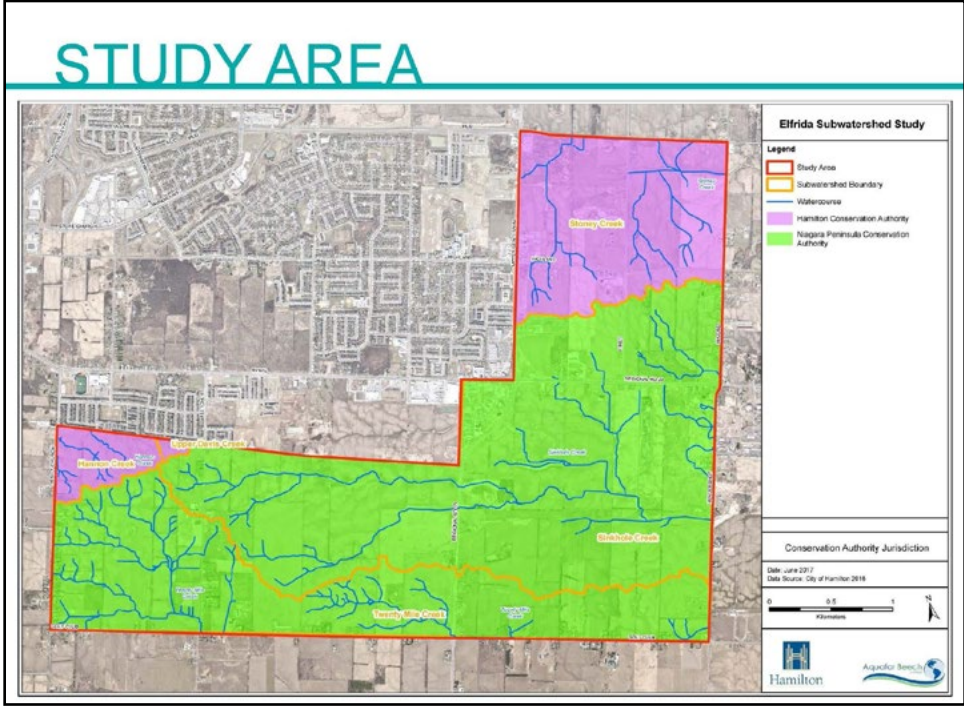 STUDY AREA
Elfrida Subwatershed Study
Legend
Study Area
Subwatershed Boundary
Watercourse
Hamilton Conservation Authority
Niagara Peninsula Conservation
Authority
Stoney Creek
Upper Davis Creek
Hannon Creek
Sinkhole Creek
Twenty Mile Creek
Conservation Authority Jurisdiction
Date: June 2017
Data Source: City of Hamilton 2016
0 0.5 1
Kilometers
N
Hamilton
Aquafor Beech